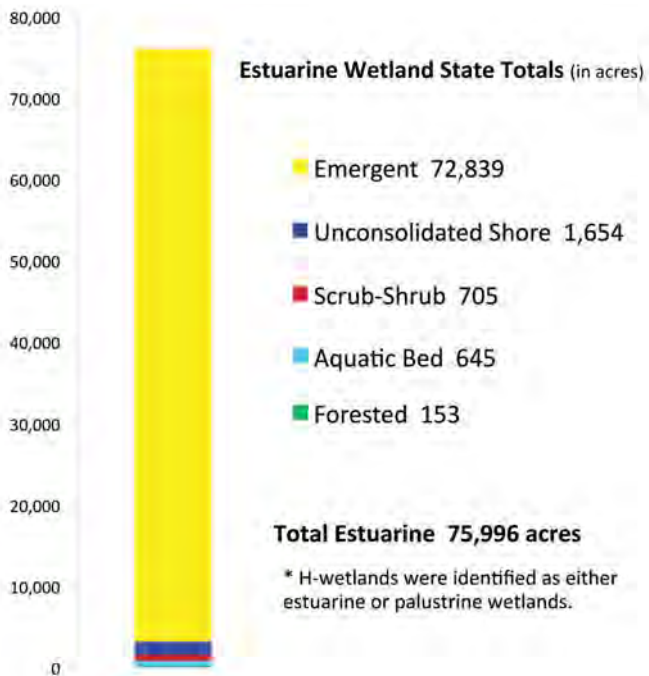 80,000
70,000
60,000
50,000
40,000
30,000
20,000
10,000
0
Estuarine Wetland State Totals (in acres)
Emergent 72,839
Unconsolidated Shore 1,654
Scrub-Shrub 705
Aquatic Bed 645
Forested 153
Total Estuarine 75,996 acres
* H-wetlands were identified as either
estuarine or palustrine wetlands.